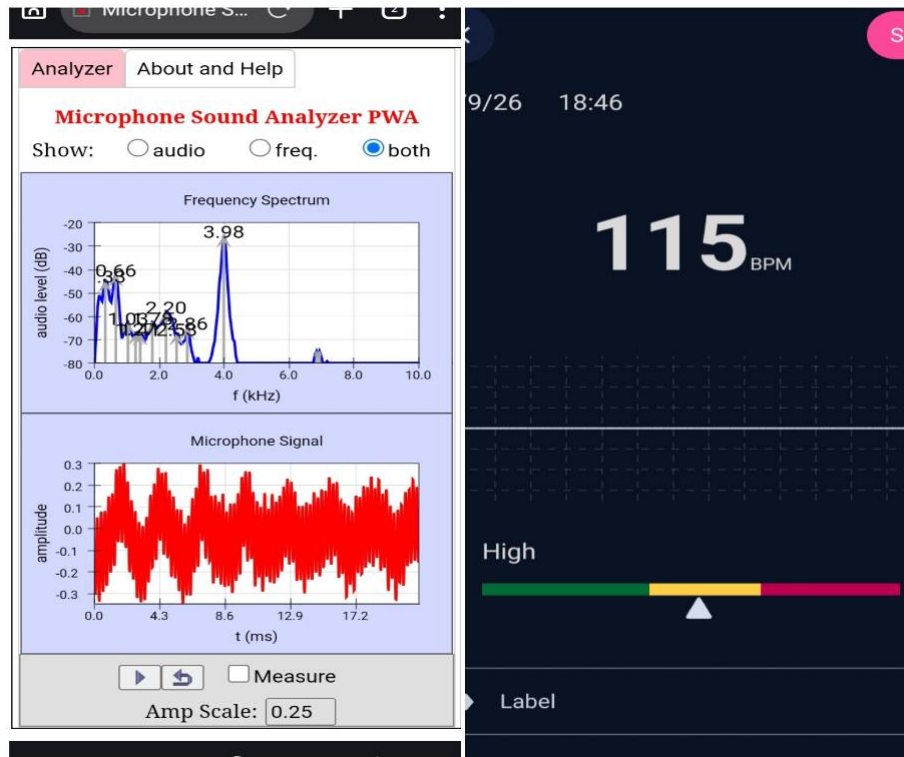 Microphone S...
2
Analyzer
About and Help
Microphone Sound Analyzer PWA
Show:
audio
freq.
both
Frequency Spectrum
audio level (dB)
-20
-30
-40
-50
-60
-70
-80
3.98
0.66
2.20
0.0
2.0
4.0
6.0
8.0
10.0
f (kHz)
Microphone Signal
amplitude
0.3
0.2
0.1
0.0
-0.1
-0.2
-0.3
0.0
4.3
8.6
12.9
17.2
t (ms)
Measure
Amp Scale: 0.25
/9/26 18:46
S
115 BPM
High
Label